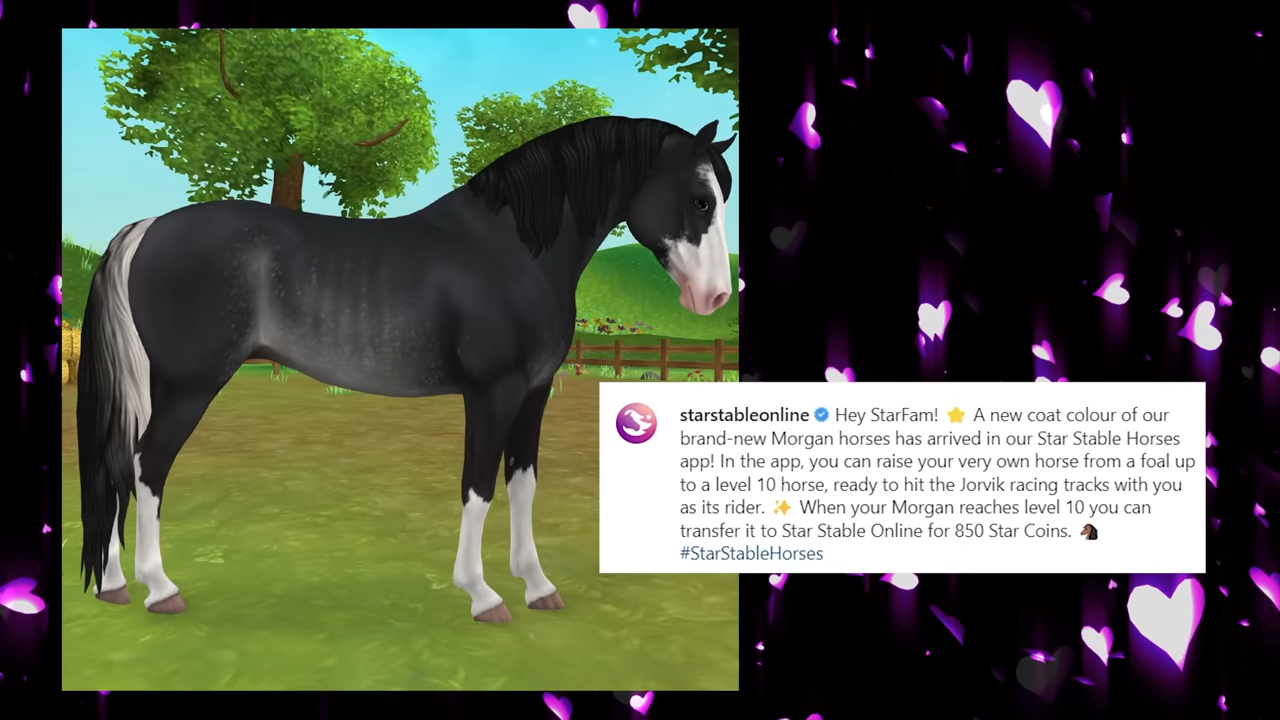 starstableonline Hey StarFam! ⭐ A new coat colour of our
brand-new Morgan horses has arrived in our Star Stable Horses
app! In the app, you can raise your very own horse from a foal up
to a level 10 horse, ready to hit the Jorvik racing tracks with you
as its rider. ✨ When your Morgan reaches level 10 you can
transfer it to Star Stable Online for 850 Star Coins. 🐴
#StarStableHorses